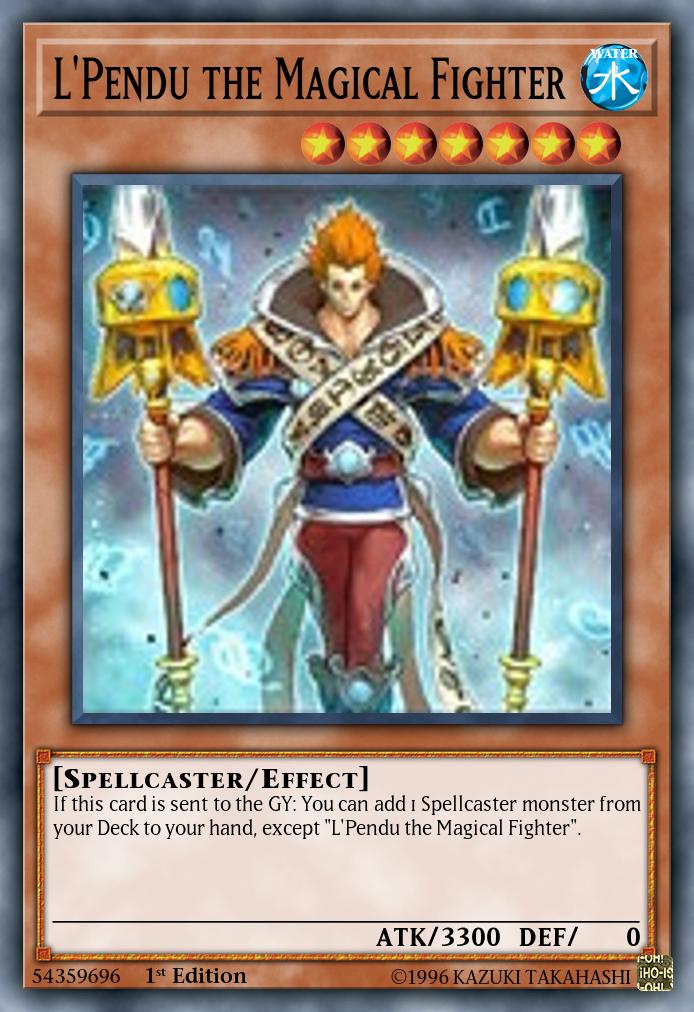 L'Pendu the Magical Fighter
WATER
水
[Spellcaster/Effect]
If this card is sent to the GY: You can add 1 Spellcaster monster from
your Deck to your hand, except "L'Pendu the Magical Fighter".
ATK/3300 DEF/ 0
54359696 1st Edition ©1996 KAZUKI TAKAHASHI